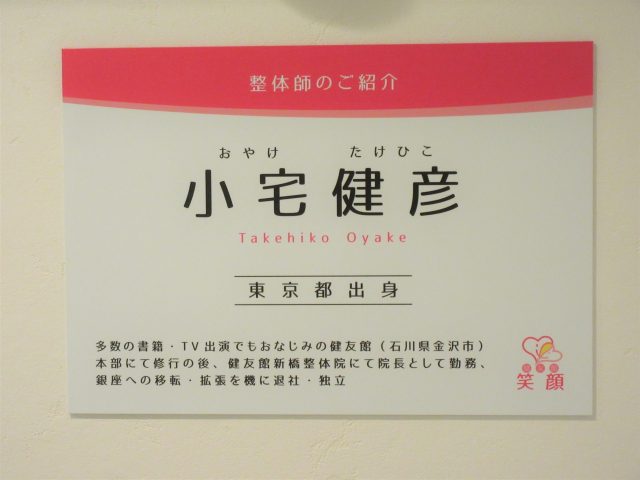 整体師のご紹介
おやけ たけひこ
小宅健彦
Takehiko Oyake
東京都出身
多数の書籍・TV出演でもおなじみの健友館（石川県金沢市）
本部にて修行の後、健友館新橋整体院にて院長として勤務、
銀座への移転・拡張を機に退社・独立
笑顔